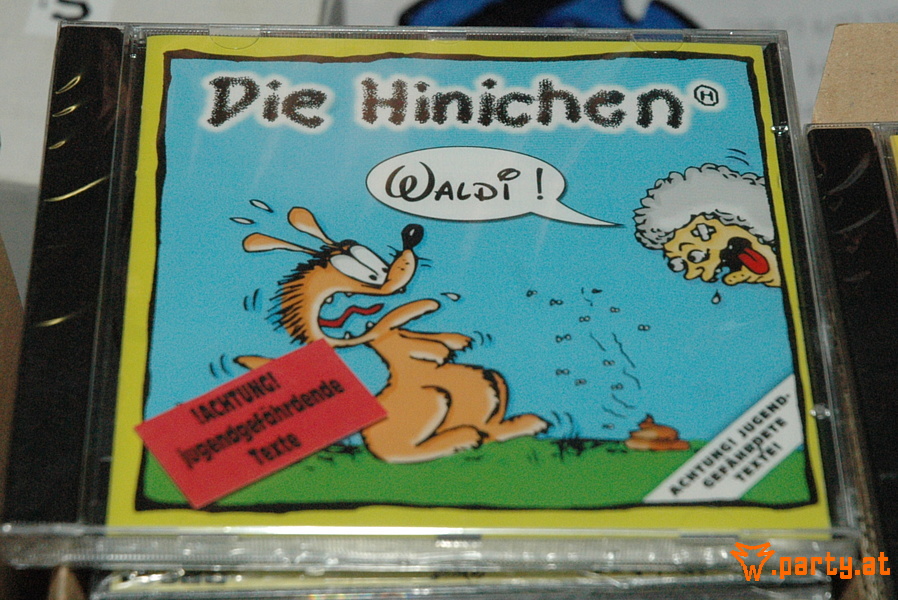 S
Die Hinichen Ⓗ
WALDI !
!ACHTUNG!
jugendgefährdende
Texte
ACHTUNG! JUGEND-
GEFÄHRDETE
TEXTE!
w.party.at